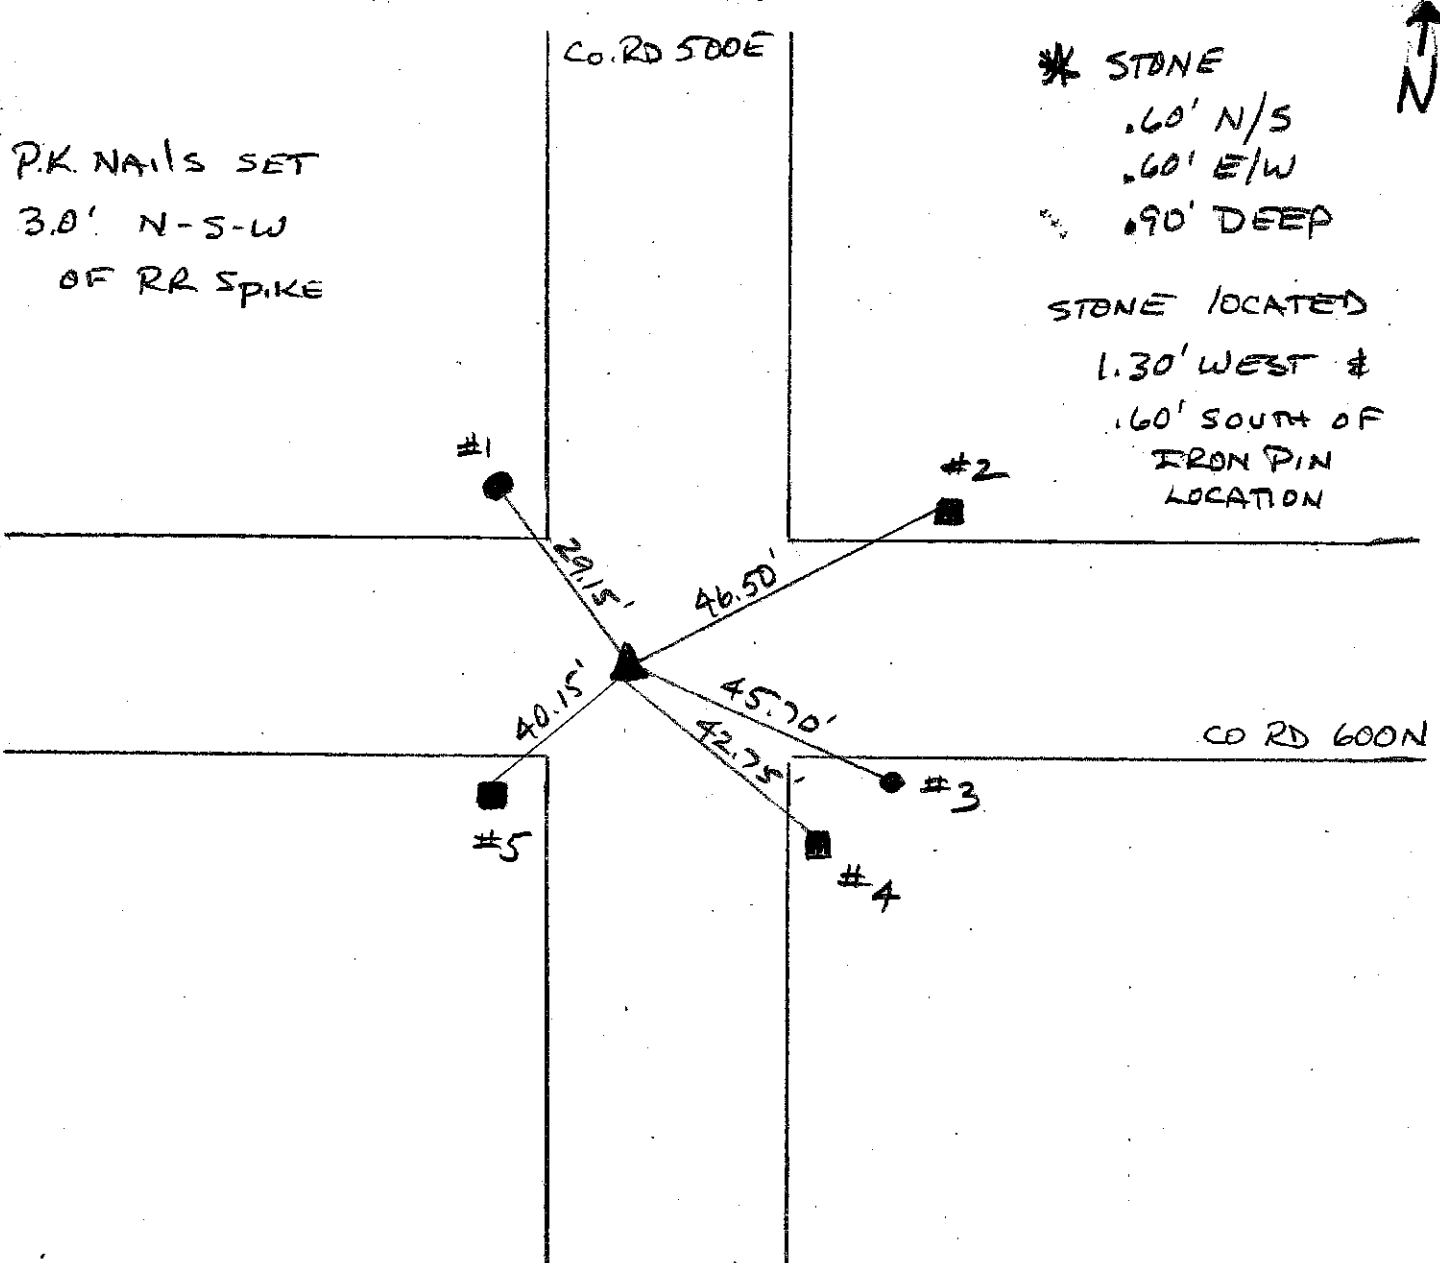 Co. RD 500E
N
P.K. NAILS SET
3.0' N-S-W
OF RR SPIKE
* STONE
.60' N/S
.60' E/W
.90' DEEP
STONE LOCATED
1.30' WEST &
.60' SOUTH OF
IRON PIN
LOCATION
#1
#2
29.15'
46.50'
40.15'
45.70'
42.75'
CO RD 600N
#3
#5
#4